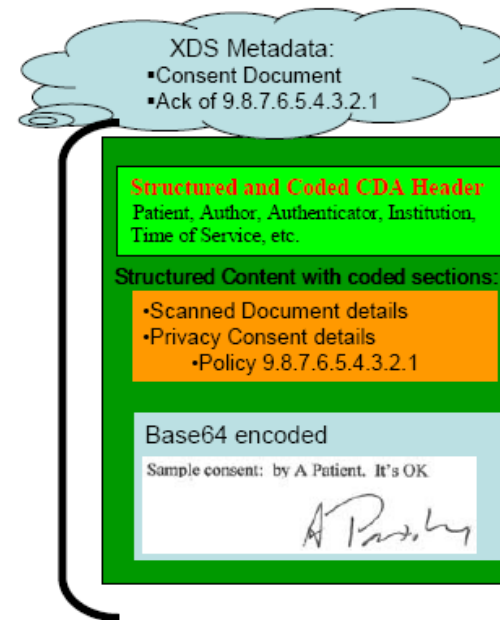 XDS Metadata:
▪Consent Document
▪Ack of 9.8.7.6.5.4.3.2.1
Structured and Coded CDA Header
Patient, Author, Authenticator, Institution,
Time of Service, etc.
Structured Content with coded sections:
•Scanned Document details
•Privacy Consent details
•Policy 9.8.7.6.5.4.3.2.1
Base64 encoded
Sample consent: by A Patient. It's OK